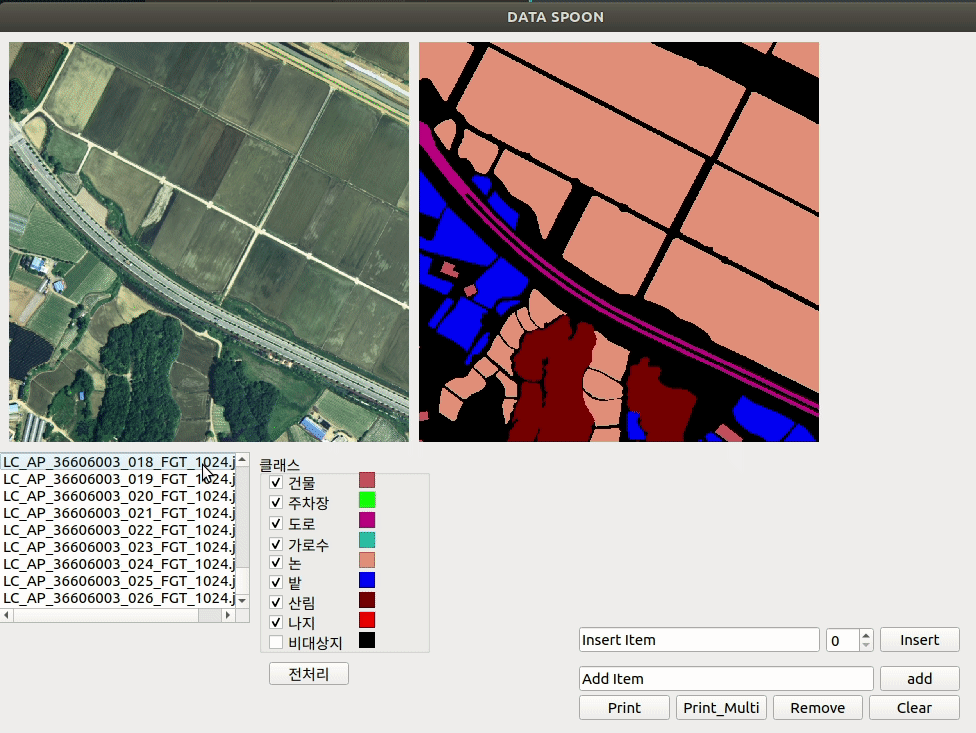 DATA SPOON
LC_AP_36606003_018_FGT_1024.j
LC_AP_36606003_019_FGT_1024.j
LC_AP_36606003_020_FGT_1024.j
LC_AP_36606003_021_FGT_1024.j
LC_AP_36606003_022_FGT_1024.j
LC_AP_36606003_023_FGT_1024.j
LC_AP_36606003_024_FGT_1024.j
LC_AP_36606003_025_FGT_1024.j
LC_AP_36606003_026_FGT_1024.j
클래스
건물
주차장
도로
가로수
논
밭
산림
나지
비대상지
전처리
Insert Item 0 Insert
Add Item add
Print Print_Multi Remove Clear